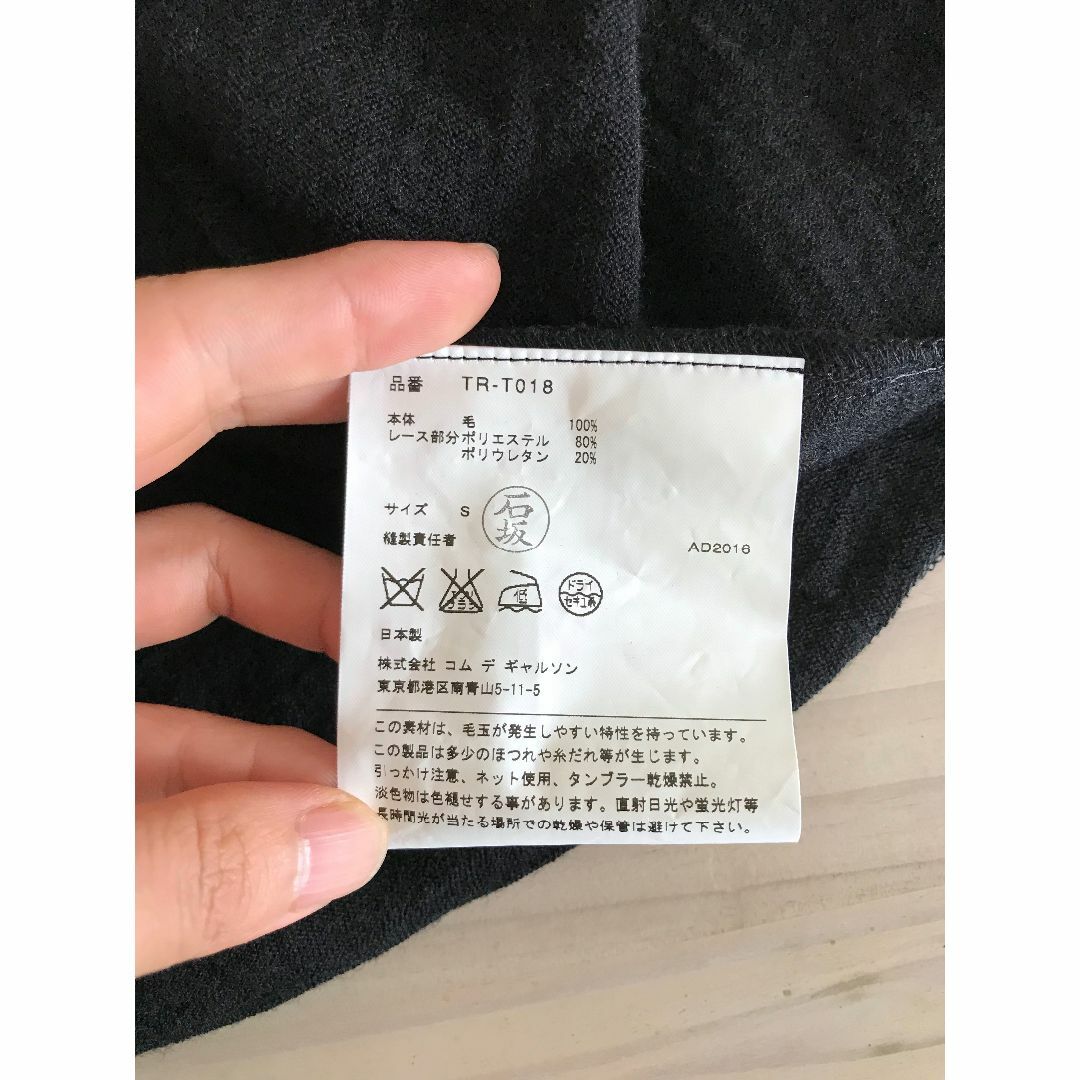 品番 TR-T018
本体 毛 100%
レース部分ポリエステル 80%
ポリウレタン 20%
サイズ S
石坂
縫製責任者
AD2016
エンソサラシ
低
ドライ
セキユ系
日本製
株式会社 コム デ ギャルソン
東京都港区南青山5-11-5
この素材は、毛玉が発生しやすい特性を持っています。
この製品は多少のほつれや糸だれ等が生じます。
引っかけ注意、ネット使用、タンブラー乾燥禁止。
淡色物は色褪せする事があります。直射日光や蛍光灯等
長時間光が当たる場所での乾燥や保管は避けて下さい。